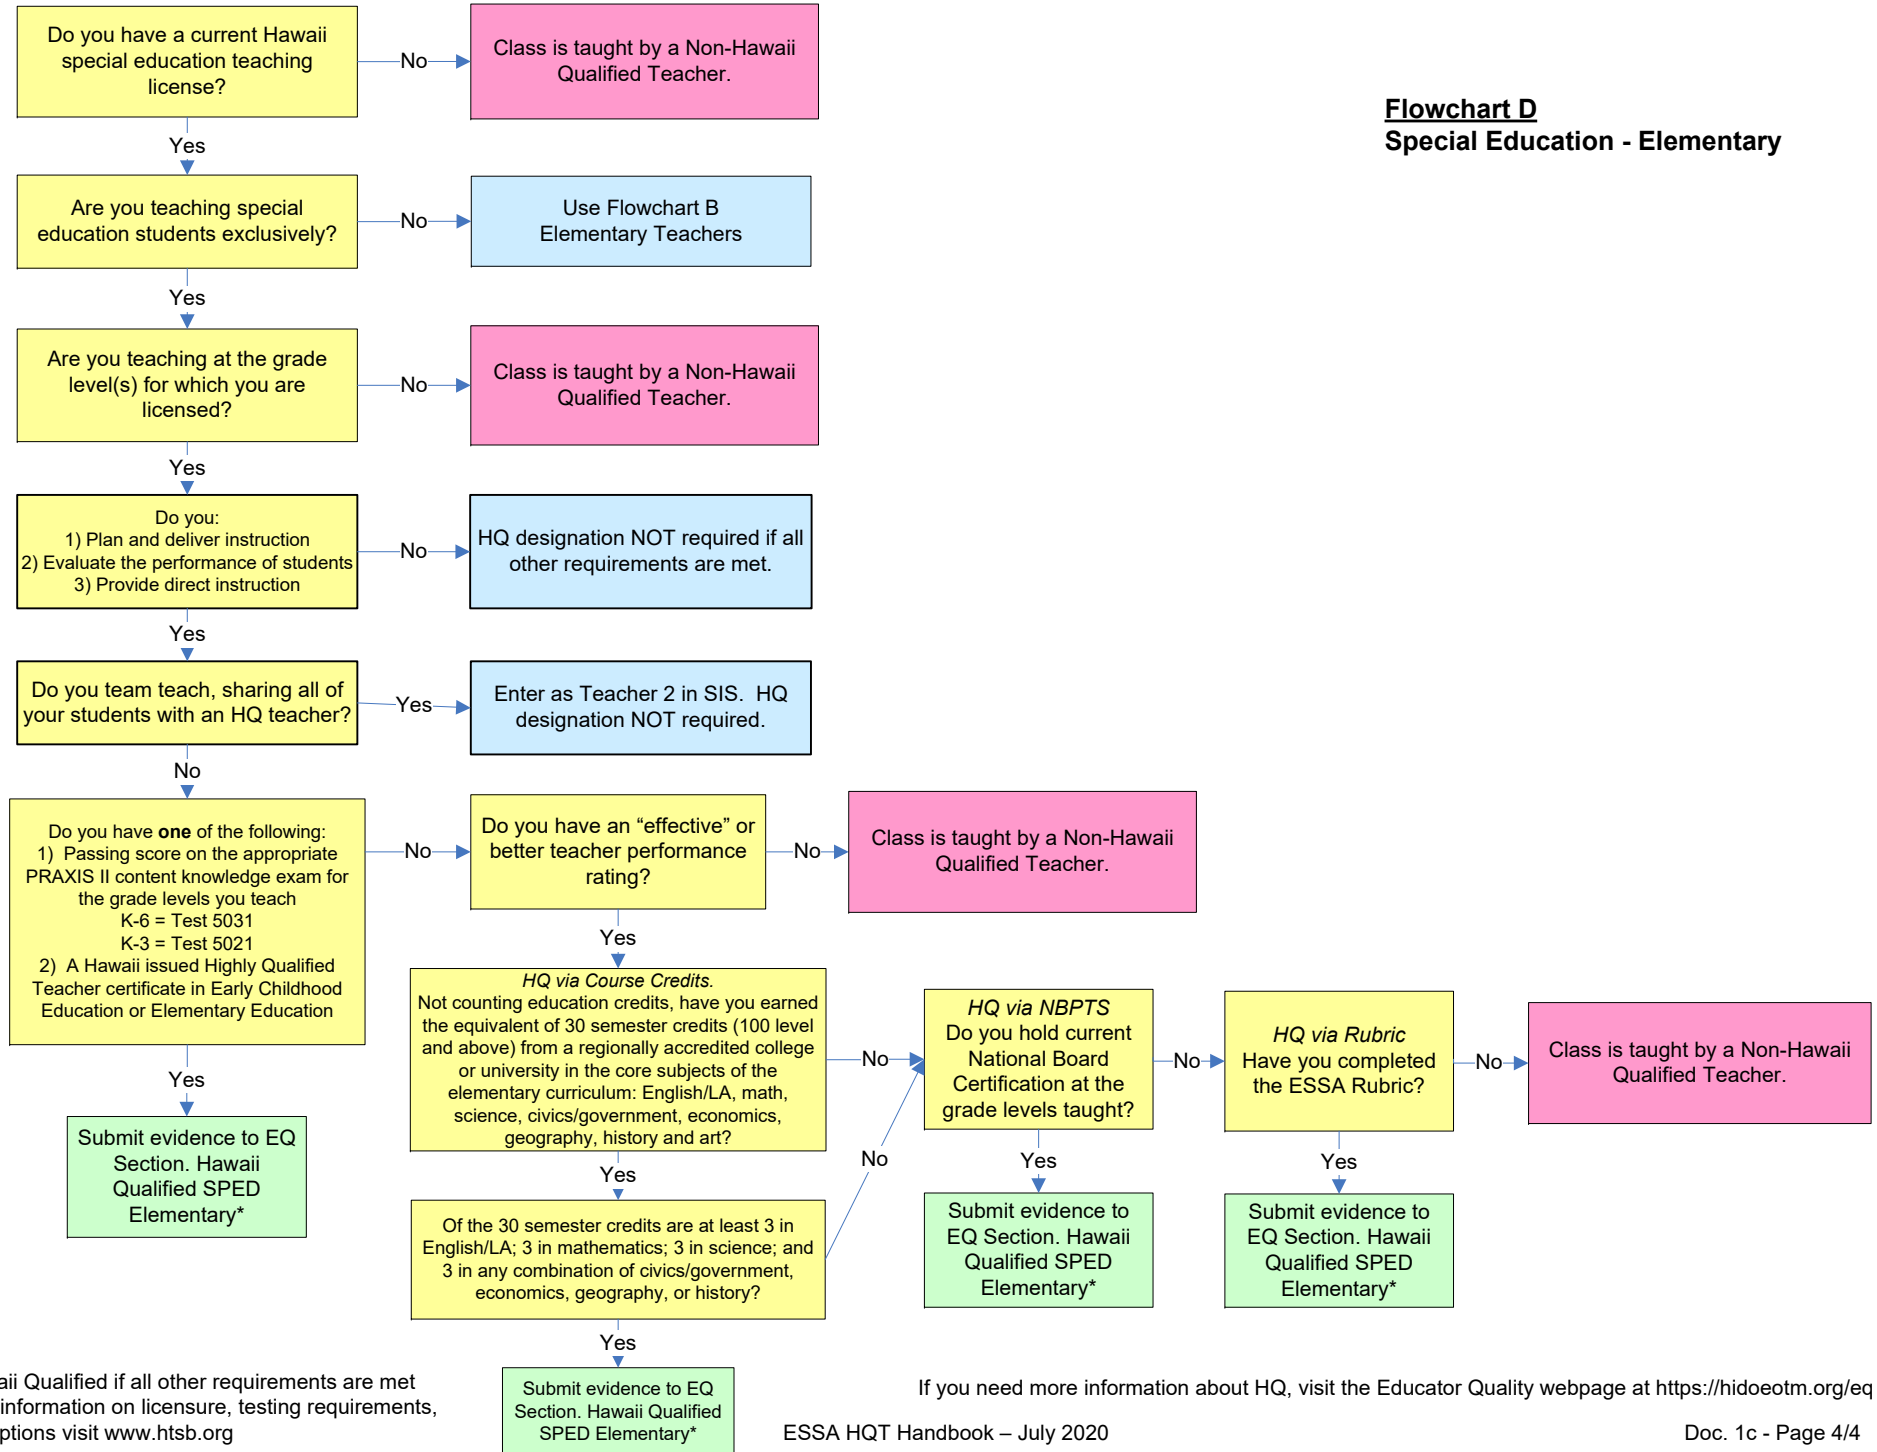 Flowchart D
Special Education - Elementary
Do you have a current Hawaii
special education teaching
license?
No
Class is taught by a Non-Hawaii
Qualified Teacher.
Yes
Are you teaching special
education students exclusively?
No
Use Flowchart B
Elementary Teachers
Yes
Are you teaching at the grade
level(s) for which you are
licensed?
No
Class is taught by a Non-Hawaii
Qualified Teacher.
Yes
Do you:
1) Plan and deliver instruction
2) Evaluate the performance of students
3) Provide direct instruction
No
HQ designation NOT required if all
other requirements are met.
Yes
Do you team teach, sharing all of
your students with an HQ teacher?
Yes
Enter as Teacher 2 in SIS. HQ
designation NOT required.
No
Do you have one of the following:
1) Passing score on the appropriate
PRAXIS II content knowledge exam for
the grade levels you teach
K-6 = Test 5031
K-3 = Test 5021
2) A Hawaii issued Highly Qualified
Teacher certificate in Early Childhood
Education or Elementary Education
No
Do you have an “effective” or
better teacher performance
rating?
No
Class is taught by a Non-Hawaii
Qualified Teacher.
Yes
Submit evidence to EQ
Section. Hawaii
Qualified SPED
Elementary*
Yes
HQ via Course Credits.
Not counting education credits, have you earned
the equivalent of 30 semester credits (100 level
and above) from a regionally accredited college
or university in the core subjects of the
elementary curriculum: English/LA, math,
science, civics/government, economics,
geography, history and art?
No
HQ via NBPTS
Do you hold current
National Board
Certification at the
grade levels taught?
No
HQ via Rubric
Have you completed
the ESSA Rubric?
No
Class is taught by a Non-Hawaii
Qualified Teacher.
Yes
Of the 30 semester credits are at least 3 in
English/LA; 3 in mathematics; 3 in science; and
3 in any combination of civics/government,
economics, geography, or history?
No
Yes
Submit evidence to
EQ Section. Hawaii
Qualified SPED
Elementary*
Yes
Submit evidence to
EQ Section. Hawaii
Qualified SPED
Elementary*
Yes
Submit evidence to EQ
Section. Hawaii Qualified
SPED Elementary*
aii Qualified if all other requirements are met
information on licensure, testing requirements,
ptions visit www.htsb.org
If you need more information about HQ, visit the Educator Quality webpage at https://hidoeotm.org/eq
ESSA HQT Handbook – July 2020
Doc. 1c - Page 4/4